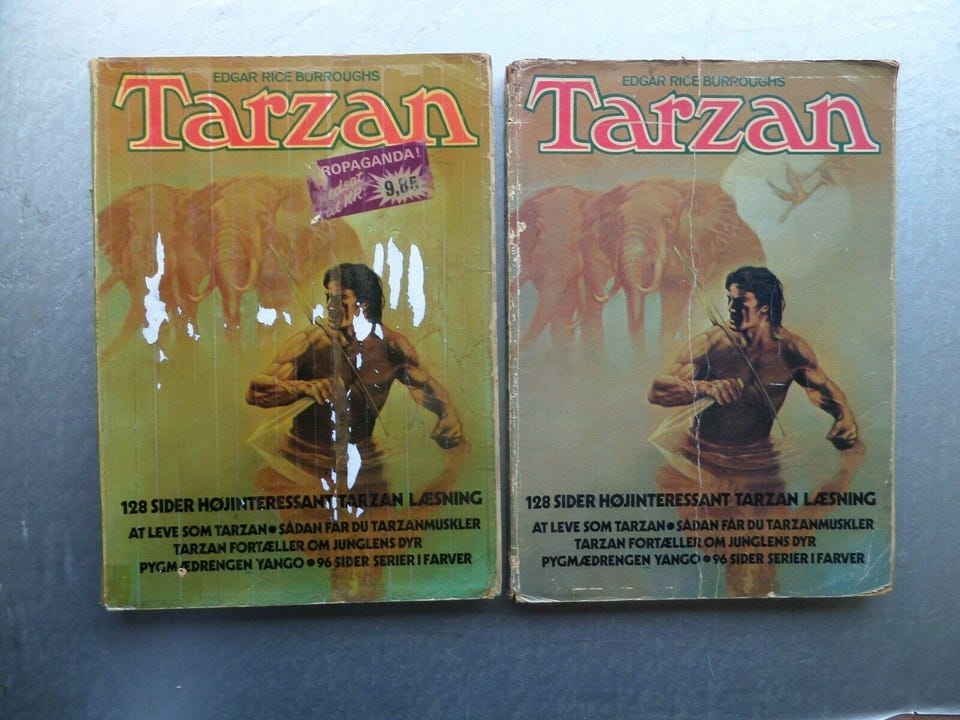 EDGAR RICE BURROUGHS
Tarzan
ROPAGANDA!
9,85
128 SIDER HØJINTERESSANT TARZAN LÆSNING
AT LEVE SOM TARZAN • SÅDAN FÅR DU TARZANMUSKLER
TARZAN FORTÆLLER OM JUNGLENS DYR
PYGMÆDRENGEN YANGO • 96 SIDER SERIER I FARVER
EDGAR RICE BURROUGHS
Tarzan
128 SIDER HØJINTERESSANT TARZAN LÆSNING
AT LEVE SOM TARZAN • SÅDAN FÅR DU TARZANMUSKLER
TARZAN FORTÆLLER OM JUNGLENS DYR
PYGMÆDRENGEN YANGO • 96 SIDER SERIER I FARVER